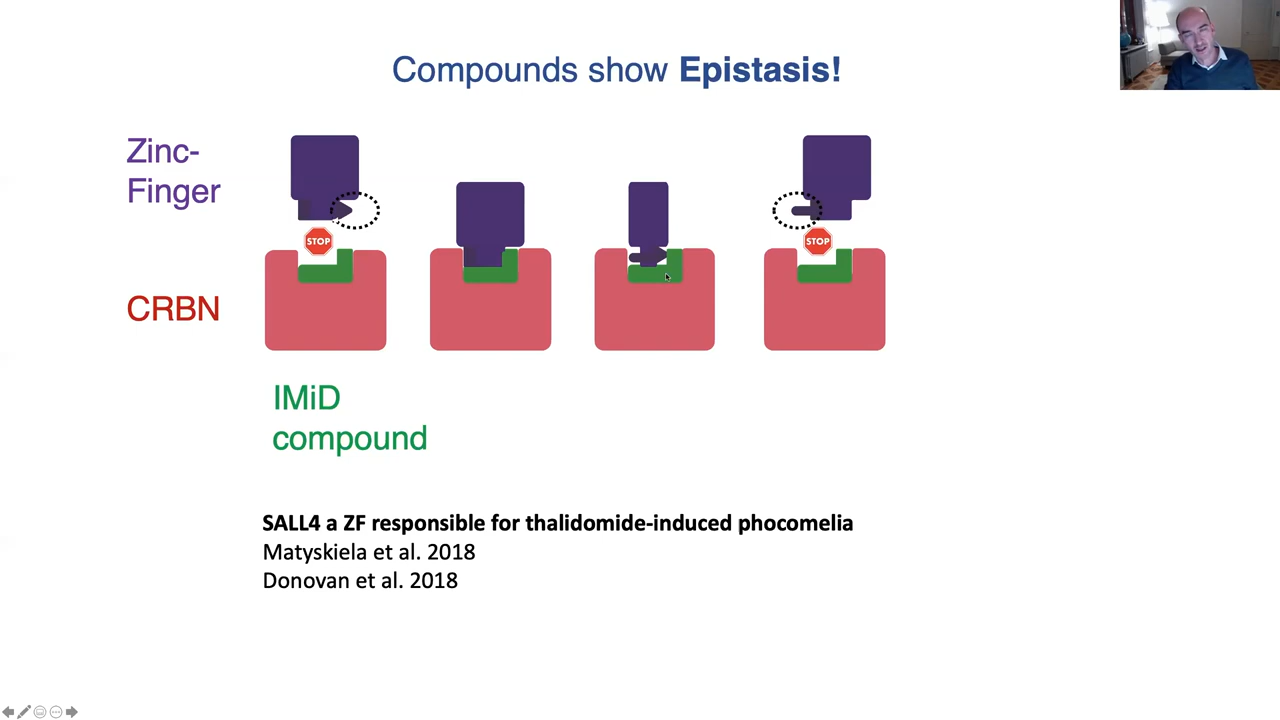 Compounds show Epistasis!
Zinc-
Finger
STOP
STOP
CRBN
IMiD
compound
SALL4 a ZF responsible for thalidomide-induced phocomelia
Matyskiela et al. 2018
Donovan et al. 2018